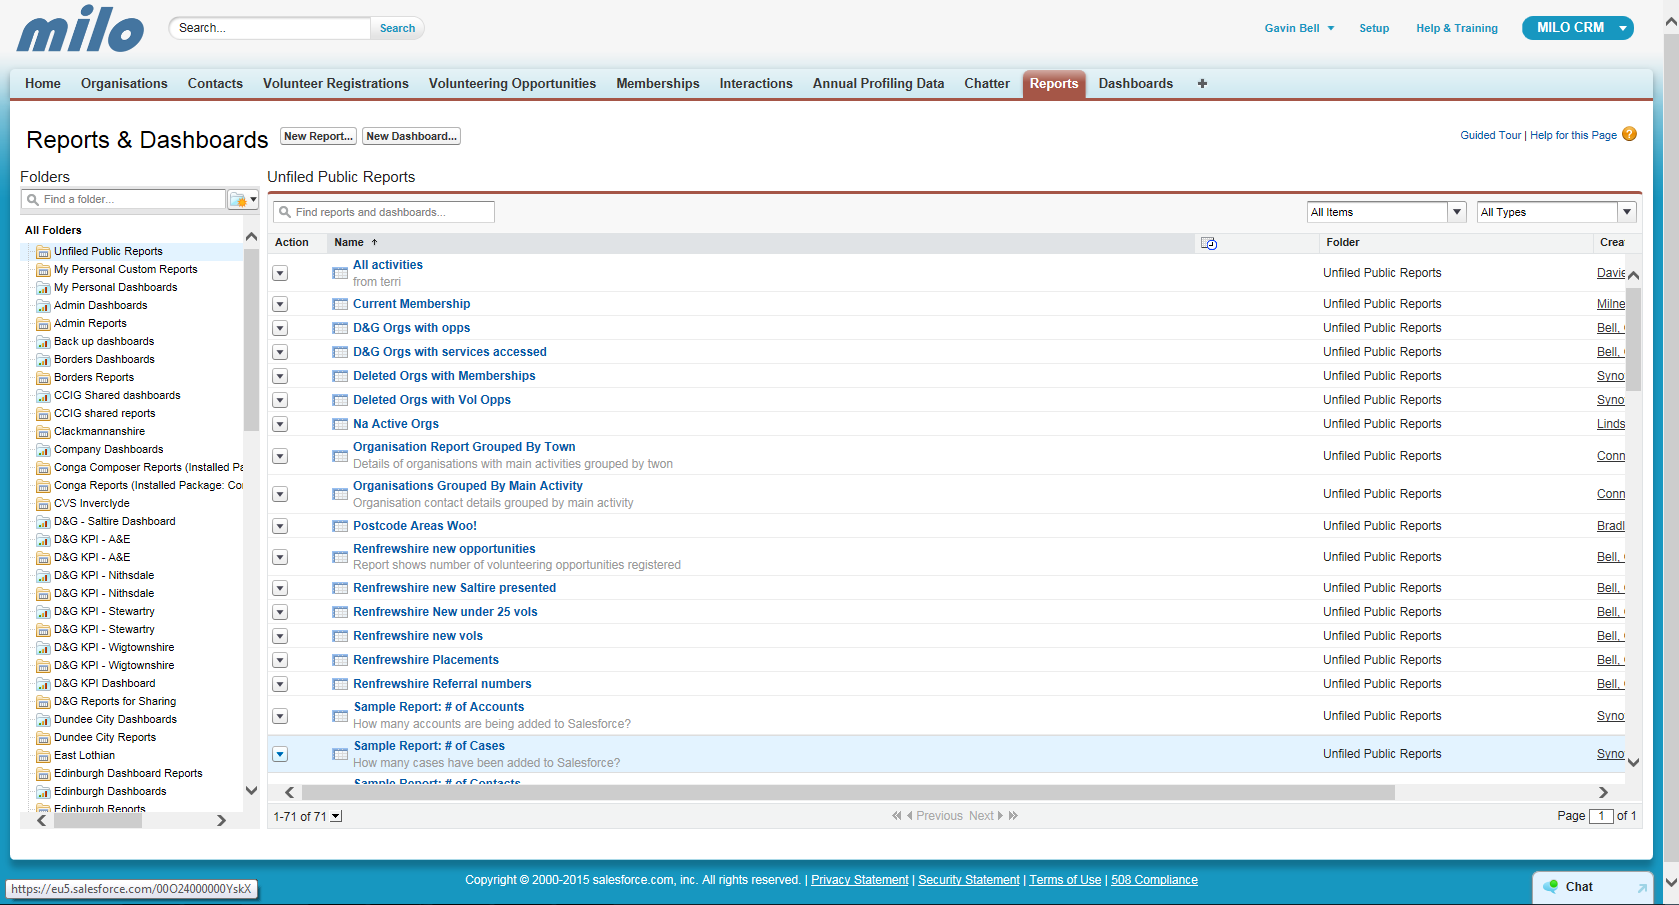 milo
Search...
Search
Gavin Bell
Setup
Help & Training
MILO CRM
Home
Organisations
Contacts
Volunteer Registrations
Volunteering Opportunities
Memberships
Interactions
Annual Profiling Data
Chatter
Reports
Dashboards
+
Reports & Dashboards
New Report...
New Dashboard...
Guided Tour | Help for this Page ?
Folders
Find a folder...
All Folders
Unfiled Public Reports
My Personal Custom Reports
My Personal Dashboards
Admin Dashboards
Admin Reports
Back up dashboards
Borders Dashboards
Borders Reports
CCIG Shared dashboards
CCIG shared reports
Clackmannanshire
Company Dashboards
Conga Composer Reports (Installed Pa
Conga Reports (Installed Package: Co
CVS Inverclyde
D&G - Saltire Dashboard
D&G KPI - A&E
D&G KPI - A&E
D&G KPI - Nithsdale
D&G KPI - Nithsdale
D&G KPI - Stewartry
D&G KPI - Stewartry
D&G KPI - Wigtownshire
D&G KPI - Wigtownshire
D&G KPI Dashboard
D&G Reports for Sharing
Dundee City Dashboards
Dundee City Reports
East Lothian
Edinburgh Dashboard Reports
Edinburgh Dashboards
Edinburgh Reports
Unfiled Public Reports
Find reports and dashboards...
All Items
All Types
Action Name Folder Crea
All activities Unfiled Public Reports Davie
from terri
Current Membership Unfiled Public Reports Milne
D&G Orgs with opps Unfiled Public Reports Bell,
D&G Orgs with services accessed Unfiled Public Reports Bell,
Deleted Orgs with Memberships Unfiled Public Reports Syno
Deleted Orgs with Vol Opps Unfiled Public Reports Syno
Na Active Orgs Unfiled Public Reports Linds
Organisation Report Grouped By Town Unfiled Public Reports Conn
Details of organisations with main activities grouped by twon
Organisations Grouped By Main Activity Unfiled Public Reports Conn
Organisation contact details grouped by main activity
Postcode Areas Woo! Unfiled Public Reports Bradl
Renfrewshire new opportunities Unfiled Public Reports Bell,
Report shows number of volunteering opportunities registered
Renfrewshire new Saltire presented Unfiled Public Reports Bell,
Renfrewshire New under 25 vols Unfiled Public Reports Bell,
Renfrewshire new vols Unfiled Public Reports Bell,
Renfrewshire Placements Unfiled Public Reports Bell,
Renfrewshire Referral numbers Unfiled Public Reports Bell,
Sample Report: # of Accounts Unfiled Public Reports Syno
How many accounts are being added to Salesforce?
Sample Report: # of Cases Unfiled Public Reports Syno
How many cases have been added to Salesforce?
Sample Report: # of Contacts
1-71 of 71
Previous Next
Page 1 of 1
Copyright © 2000-2015 salesforce.com, inc. All rights reserved. | Privacy Statement | Security Statement | Terms of Use | 508 Compliance
https://eu5.salesforce.com/00O24000000YskX
Chat